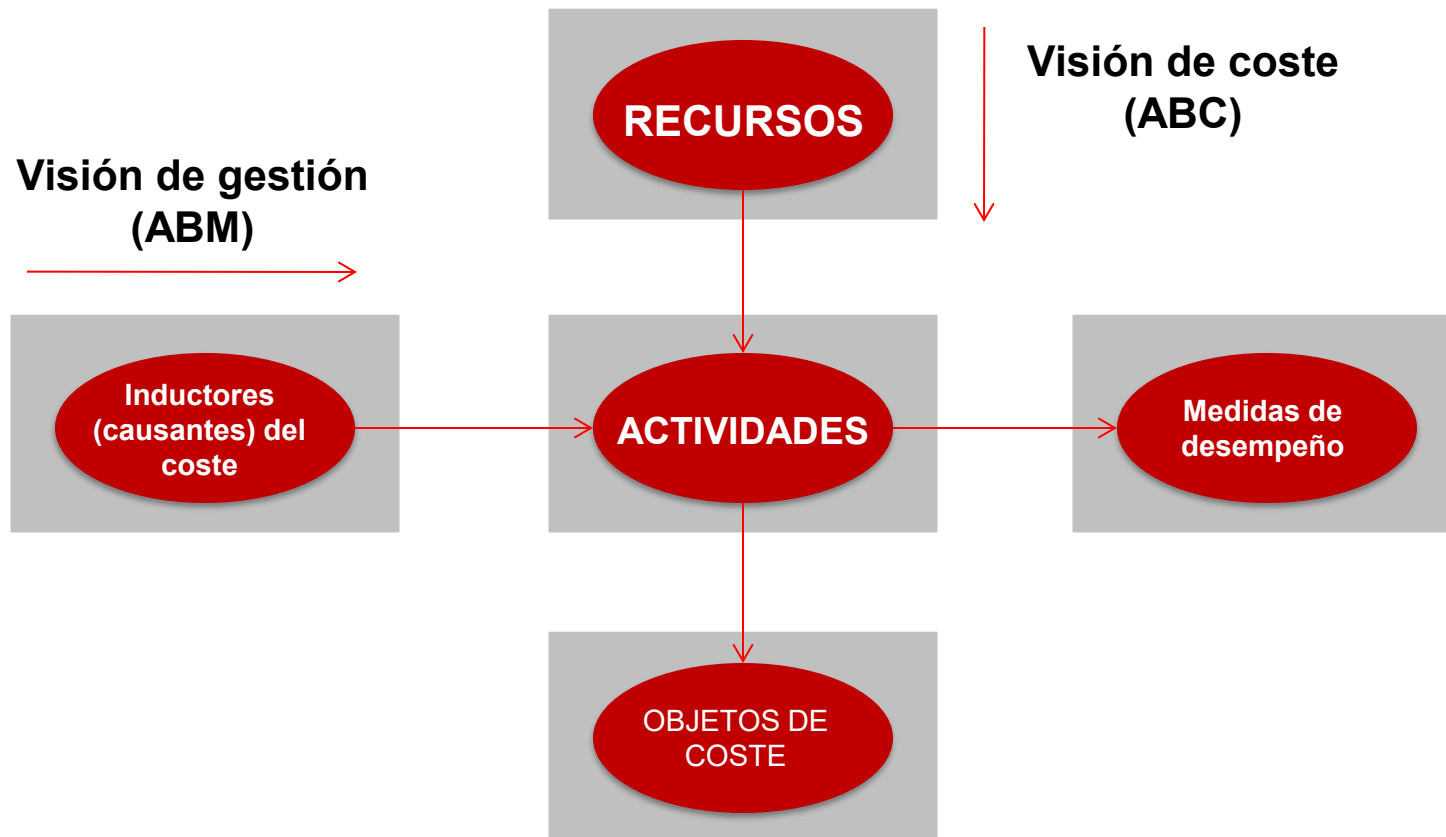 RECURSOS
Visión de coste
(ABC)
Visión de gestión
(ABM)
Inductores
(causantes) del
coste
ACTIVIDADES
Medidas de
desempeño
OBJETOS DE
COSTE